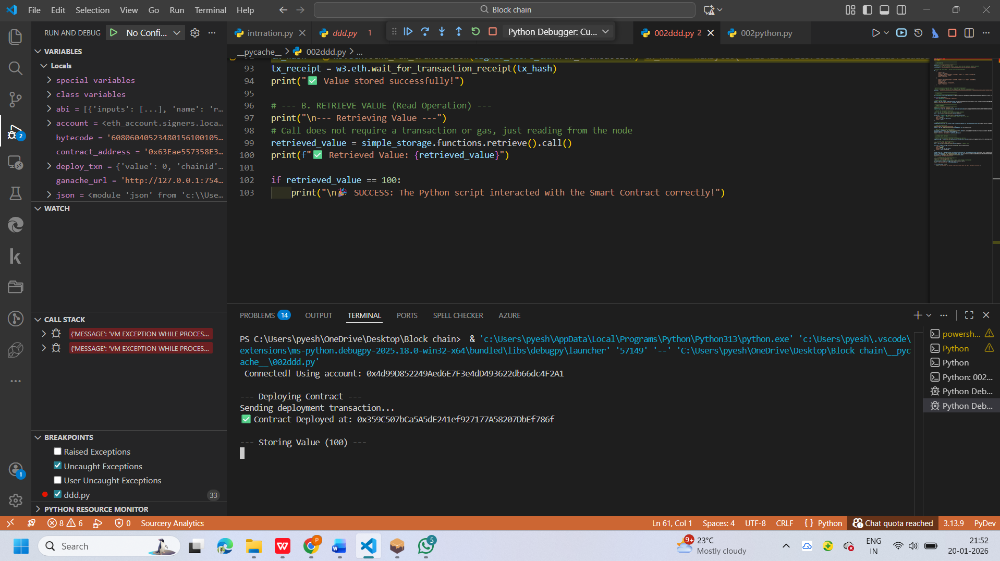 File Edit Selection View Go Run Terminal Help
Block chain
RUN AND DEBUG No Confi...
intrration.py
ddd.py 1
Python Debugger: Cu...
002ddd.py 2
002python.py
__pycache__ > 002ddd.py > ...
VARIABLES
Locals
special variables
class variables
abi = [{'inputs': [...], 'name': 'r...
account = <eth_account.signers.loca...
bytecode = '60806040523480156100105...
contract_address = '0x63Eae557358E3...
deploy_txn = {'value': 0, 'chainId'...
ganache_url = 'http://127.0.0.1:754...
json = <module 'json' from 'c:\\Use...
WATCH
CALL STACK
{'MESSAGE': 'VM EXCEPTION WHILE PROCES...
{'MESSAGE': 'VM EXCEPTION WHILE PROCES...
BREAKPOINTS
Raised Exceptions
Uncaught Exceptions
User Uncaught Exceptions
ddd.py 33
PYTHON RESOURCE MONITOR
93 tx_receipt = w3.eth.wait_for_transaction_receipt(tx_hash)
94 print("✅ Value stored successfully!")
95
96 # --- B. RETRIEVE VALUE (Read Operation) ---
97 print("\n--- Retrieving Value ---")
98 # Call does not require a transaction or gas, just reading from the node
99 retrieved_value = simple_storage.functions.retrieve().call()
100 print(f"✅ Retrieved Value: {retrieved_value}")
101
102 if retrieved_value == 100:
103 print("\n🎉 SUCCESS: The Python script interacted with the Smart Contract correctly!")
PROBLEMS 14 OUTPUT TERMINAL PORTS SPELL CHECKER AZURE
PS C:\Users\pyesh\OneDrive\Desktop\Block chain> & 'c:\Users\pyesh\AppData\Local\Programs\Python\Python313\python.exe' 'c:\Users\pyesh\.vscode\
extensions\ms-python.debugpy-2025.18.0-win32-x64\bundled\libs\debugpy\launcher' '57149' '--' 'C:\Users\pyesh\OneDrive\Desktop\Block chain\__pyc
ache__\002ddd.py'
Connected! Using account: 0x4d99D852249Aed6E7F3e4dD493622db66dc4F2A1
--- Deploying Contract ---
Sending deployment transaction...
✅ Contract Deployed at: 0x359C507bCa5A5dE241ef927177A58207DbEf786f
--- Storing Value (100) ---
powersh...
Python
Python
Python: 002...
Python Deb...
Python Deb...
2
1
8 6 0 Sourcery Analytics
Ln 61, Col 1 Spaces: 4 UTF-8 CRLF {} Python Chat quota reached 3.13.9 PyDev
Search
P
5
9+
23°C
Mostly cloudy
ENG
IN
21:52
20-01-2026